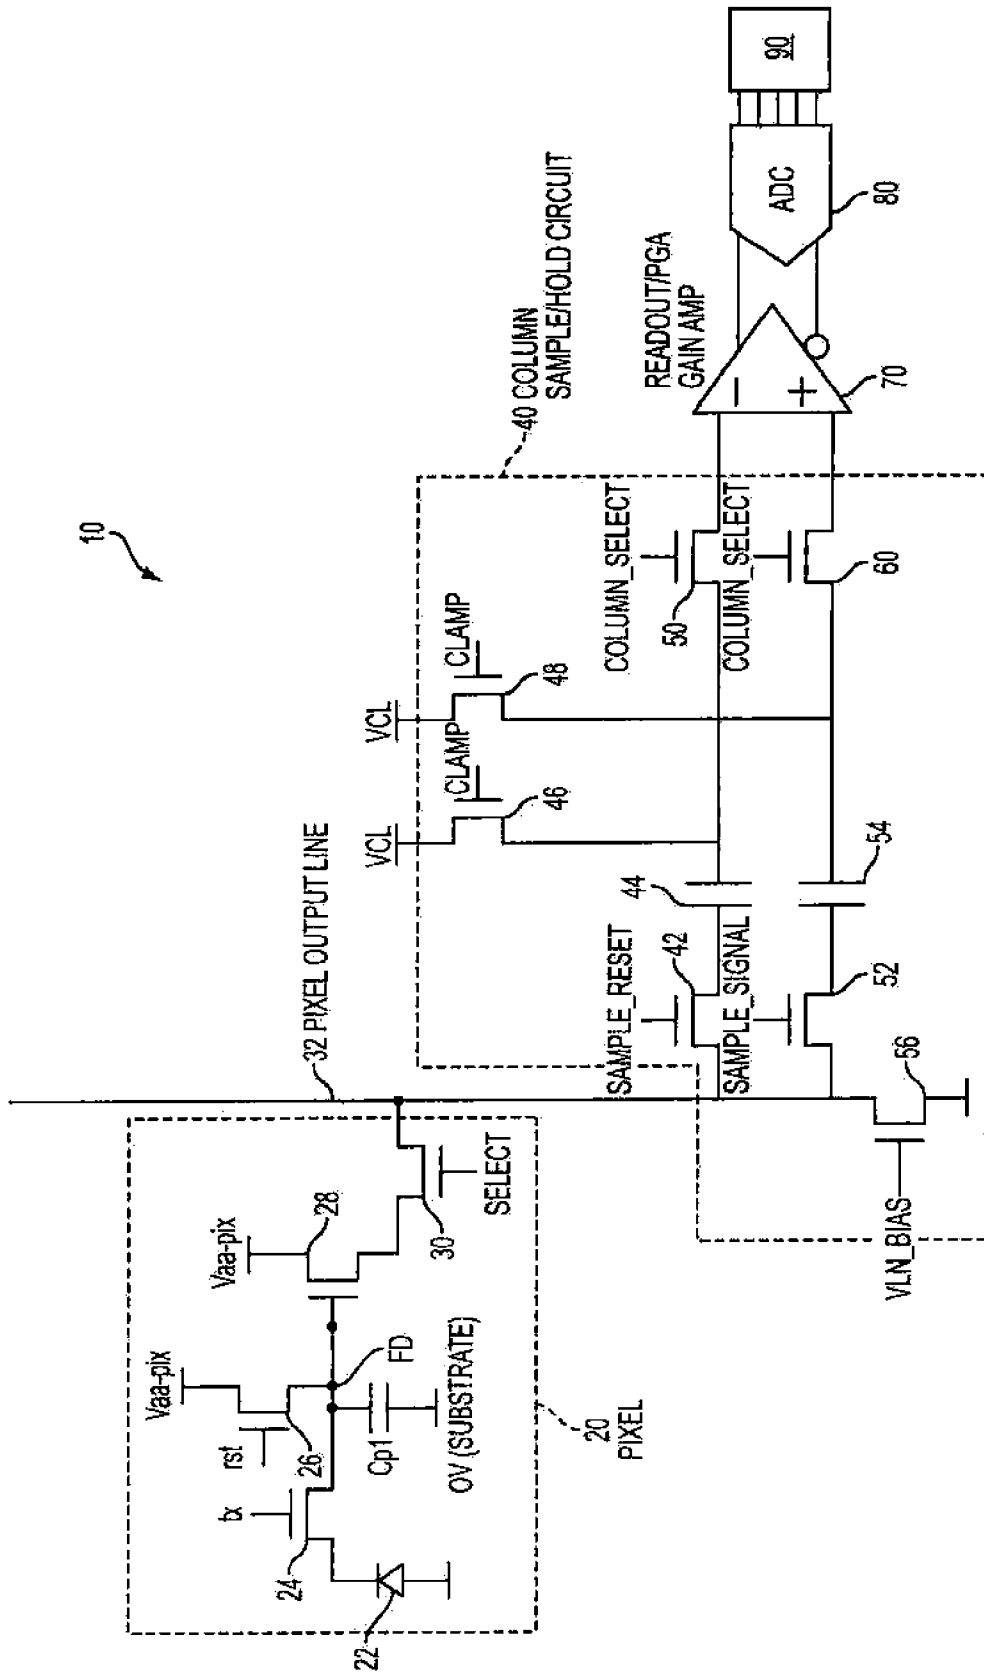 10
32 PIXEL OUTPUT LINE
40 COLUMN
SAMPLE/HOLD CIRCUIT
Vaa-pix
Vaa-pix
rst
tx
26
28
24
22
FD
Cp1
OV (SUBSTRATE)
30
SELECT
20
PIXEL
VCL
VCL
CLAMP
CLAMP
46
48
SAMPLE_RESET
42
44
SAMPLE_SIGNAL
52
54
COLUMN_SELECT
50
COLUMN_SELECT
60
VLN_BIAS
56
READOUT/PGA
GAIN AMP
−
+
70
ADC
80
90